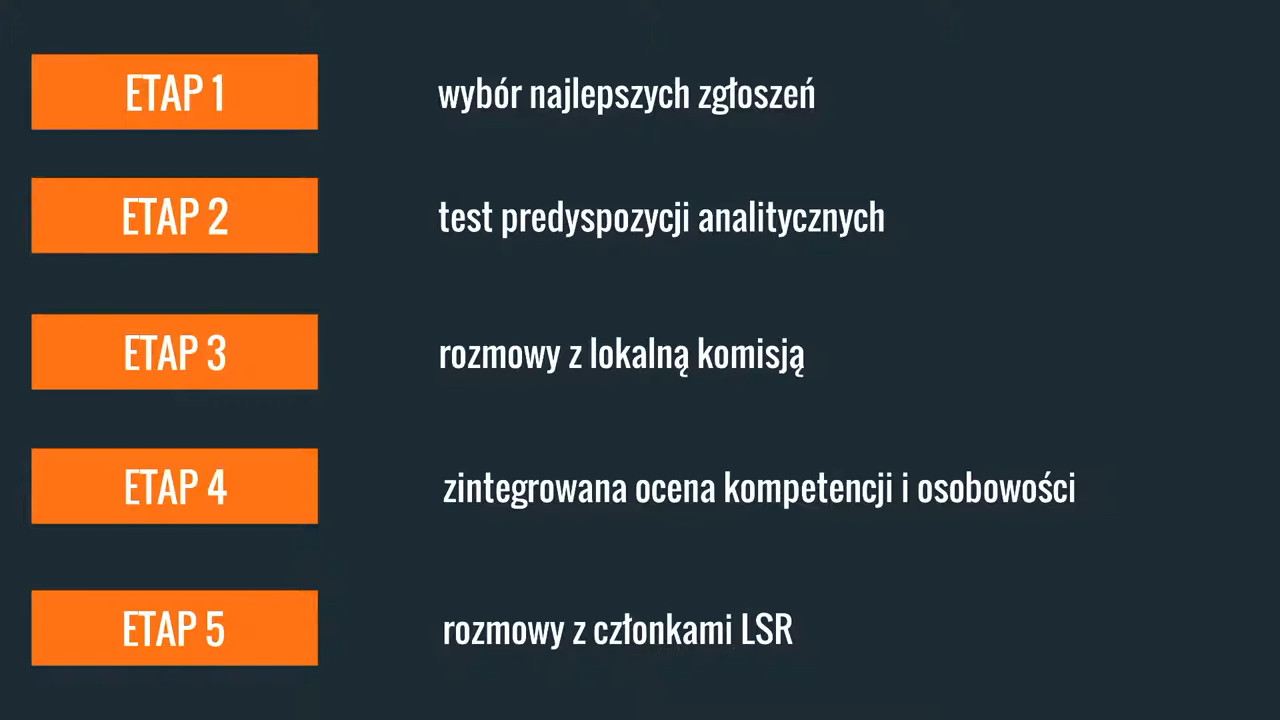 ETAP 1
wybór najlepszych zgłoszeń
ETAP 2
test predyspozycji analitycznych
ETAP 3
rozmowy z lokalną komisją
ETAP 4
zintegrowana ocena kompetencji i osobowości
ETAP 5
rozmowy z członkami LSR